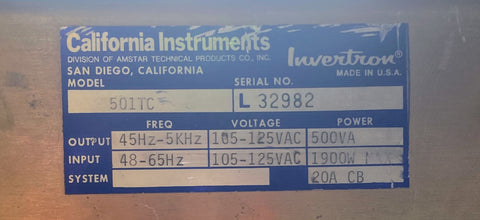 California Instruments
DIVISION OF AMSTAR TECHNICAL PRODUCTS CO., INC.
SAN DIEGO, CALIFORNIA
Invertron®
MADE IN U.S.A.
MODEL 501TC
SERIAL NO. L 32982
FREQ VOLTAGE POWER
OUTPUT 45Hz-5KHz 105-125VAC 500VA
INPUT 48-65Hz 105-125VAC 1900W MAX
SYSTEM 20A CB